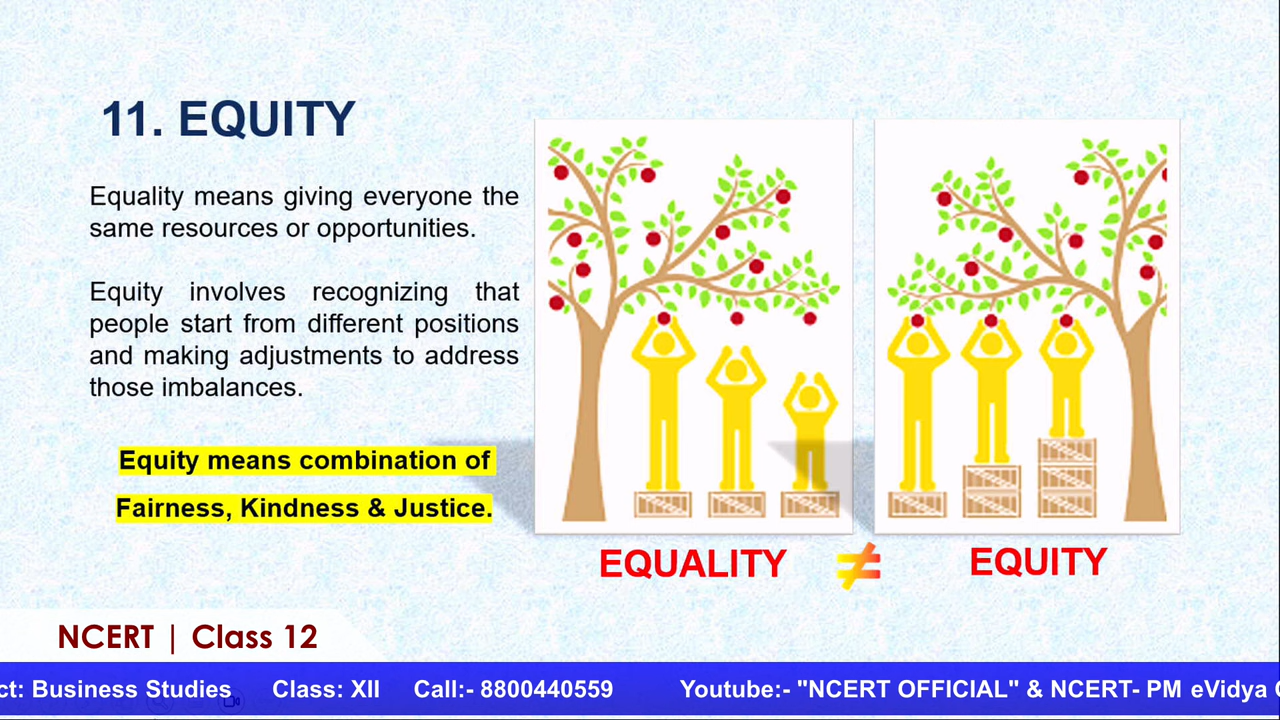 11. EQUITY
Equality means giving everyone the
same resources or opportunities.
Equity involves recognizing that
people start from different positions
and making adjustments to address
those imbalances.
Equity means combination of
Fairness, Kindness & Justice.
EQUALITY ≠ EQUITY
NCERT | Class 12
ct: Business Studies Class: XII Call:- 8800440559 Youtube:- "NCERT OFFICIAL" & NCERT- PM eVidya